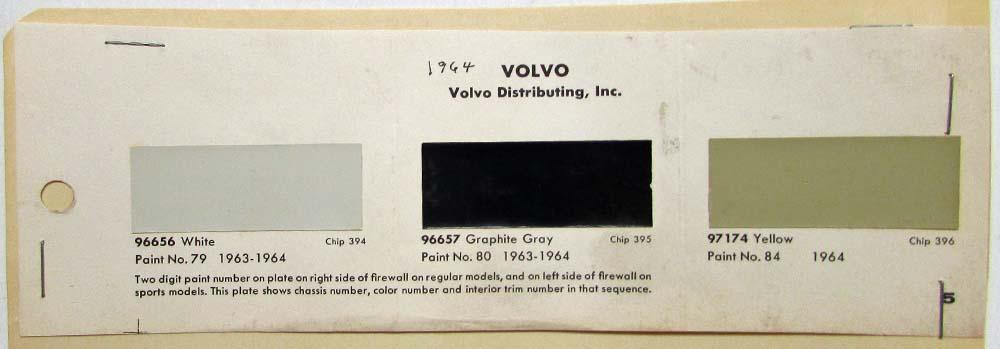 1964 VOLVO
Volvo Distributing, Inc.
96656 White Chip 394
Paint No. 79 1963-1964
96657 Graphite Gray Chip 395
Paint No. 80 1963-1964
97174 Yellow Chip 396
Paint No. 84 1964
Two digit paint number on plate on right side of firewall on regular models, and on left side of firewall on
sports models. This plate shows chassis number, color number and interior trim number in that sequence.
5